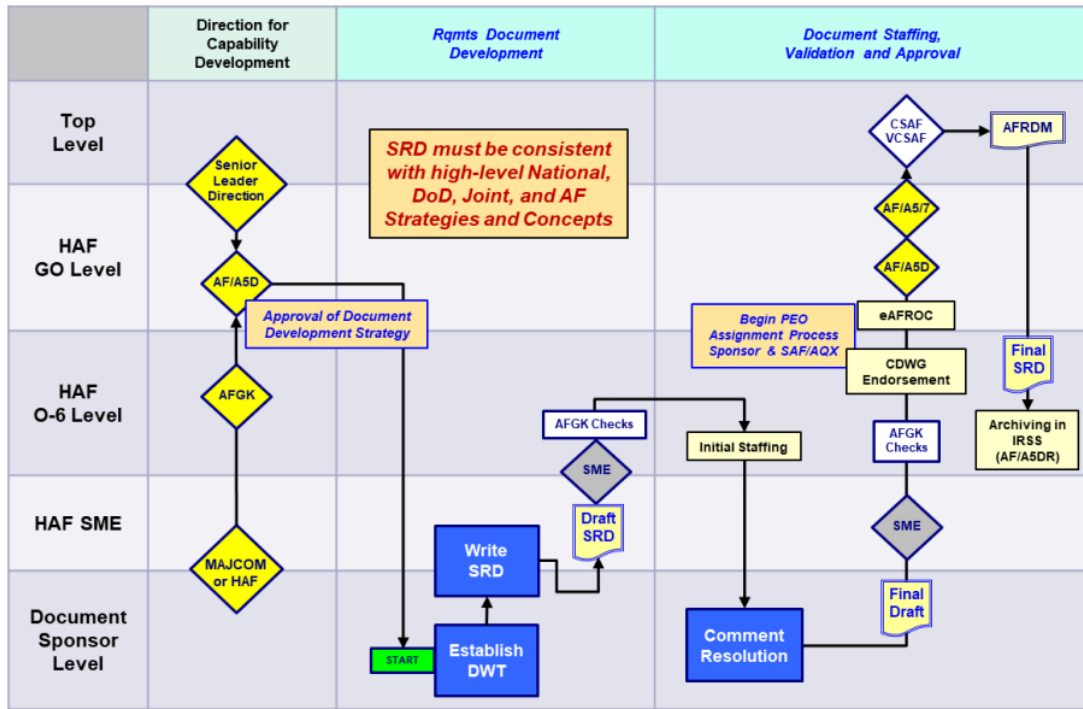 Direction for
Capability
Development
Rqmts Document
Development
Document Staffing,
Validation and Approval
Top
Level
HAF
GO Level
HAF
O-6 Level
HAF SME
Document
Sponsor
Level
Senior
Leader
Direction
AF/A5D
Approval of Document
Development Strategy
AFGK
MAJCOM
or HAF
SRD must be consistent
with high-level National,
DoD, Joint, and AF
Strategies and Concepts
START
Establish
DWT
Write
SRD
Draft
SRD
SME
AFGK Checks
Initial Staffing
Comment
Resolution
Final
Draft
SME
AFGK
Checks
CDWG
Endorsement
eAFROC
Begin PEO
Assignment Process
Sponsor & SAF/AQX
AF/A5D
AF/A5/7
CSAF
VCSAF
AFRDM
Final
SRD
Archiving in
IRSS
(AF/A5DR)